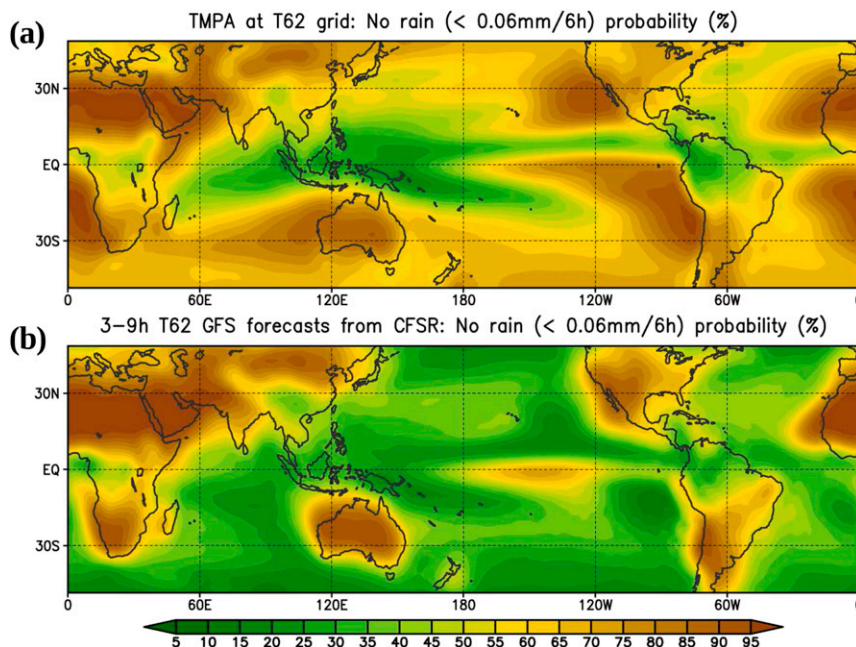 (a)
TMPA at T62 grid: No rain (< 0.06mm/6h) probability (%)
30N
EQ
30S
0 60E 120E 180 120W 60W 0
(b)
3–9h T62 GFS forecasts from CFSR: No rain (< 0.06mm/6h) probability (%)
30N
EQ
30S
0 60E 120E 180 120W 60W 0
5 10 15 20 25 30 35 40 45 50 55 60 65 70 75 80 85 90 95